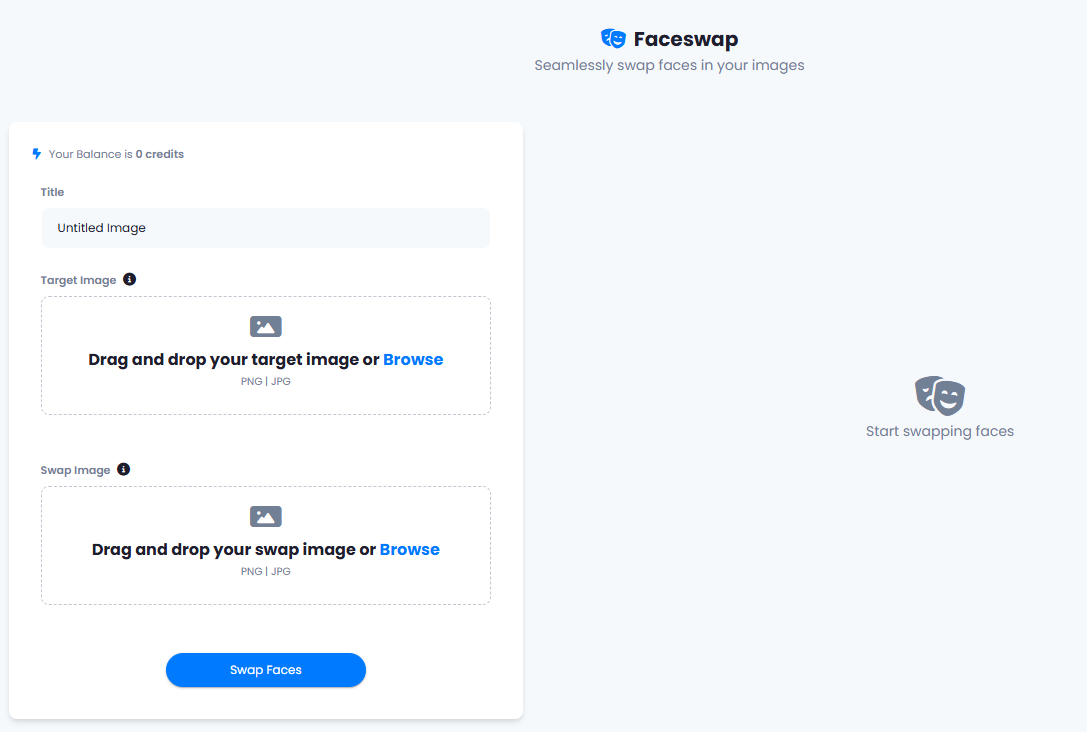 Faceswap
Seamlessly swap faces in your images
Your Balance is 0 credits
Title
Untitled Image
Target Image
Drag and drop your target image or Browse
PNG | JPG
Swap Image
Drag and drop your swap image or Browse
PNG | JPG
Swap Faces
Start swapping faces